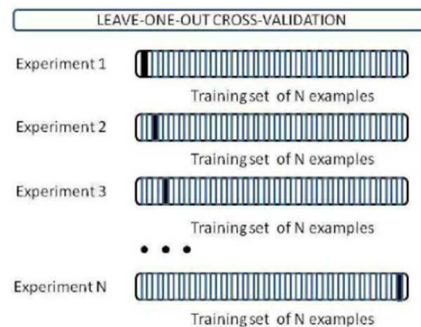 LEAVE-ONE-OUT CROSS-VALIDATION
Experiment 1
Training set of N examples
Experiment 2
Training set of N examples
Experiment 3
Training set of N examples
• • •
Experiment N
Training set of N examples